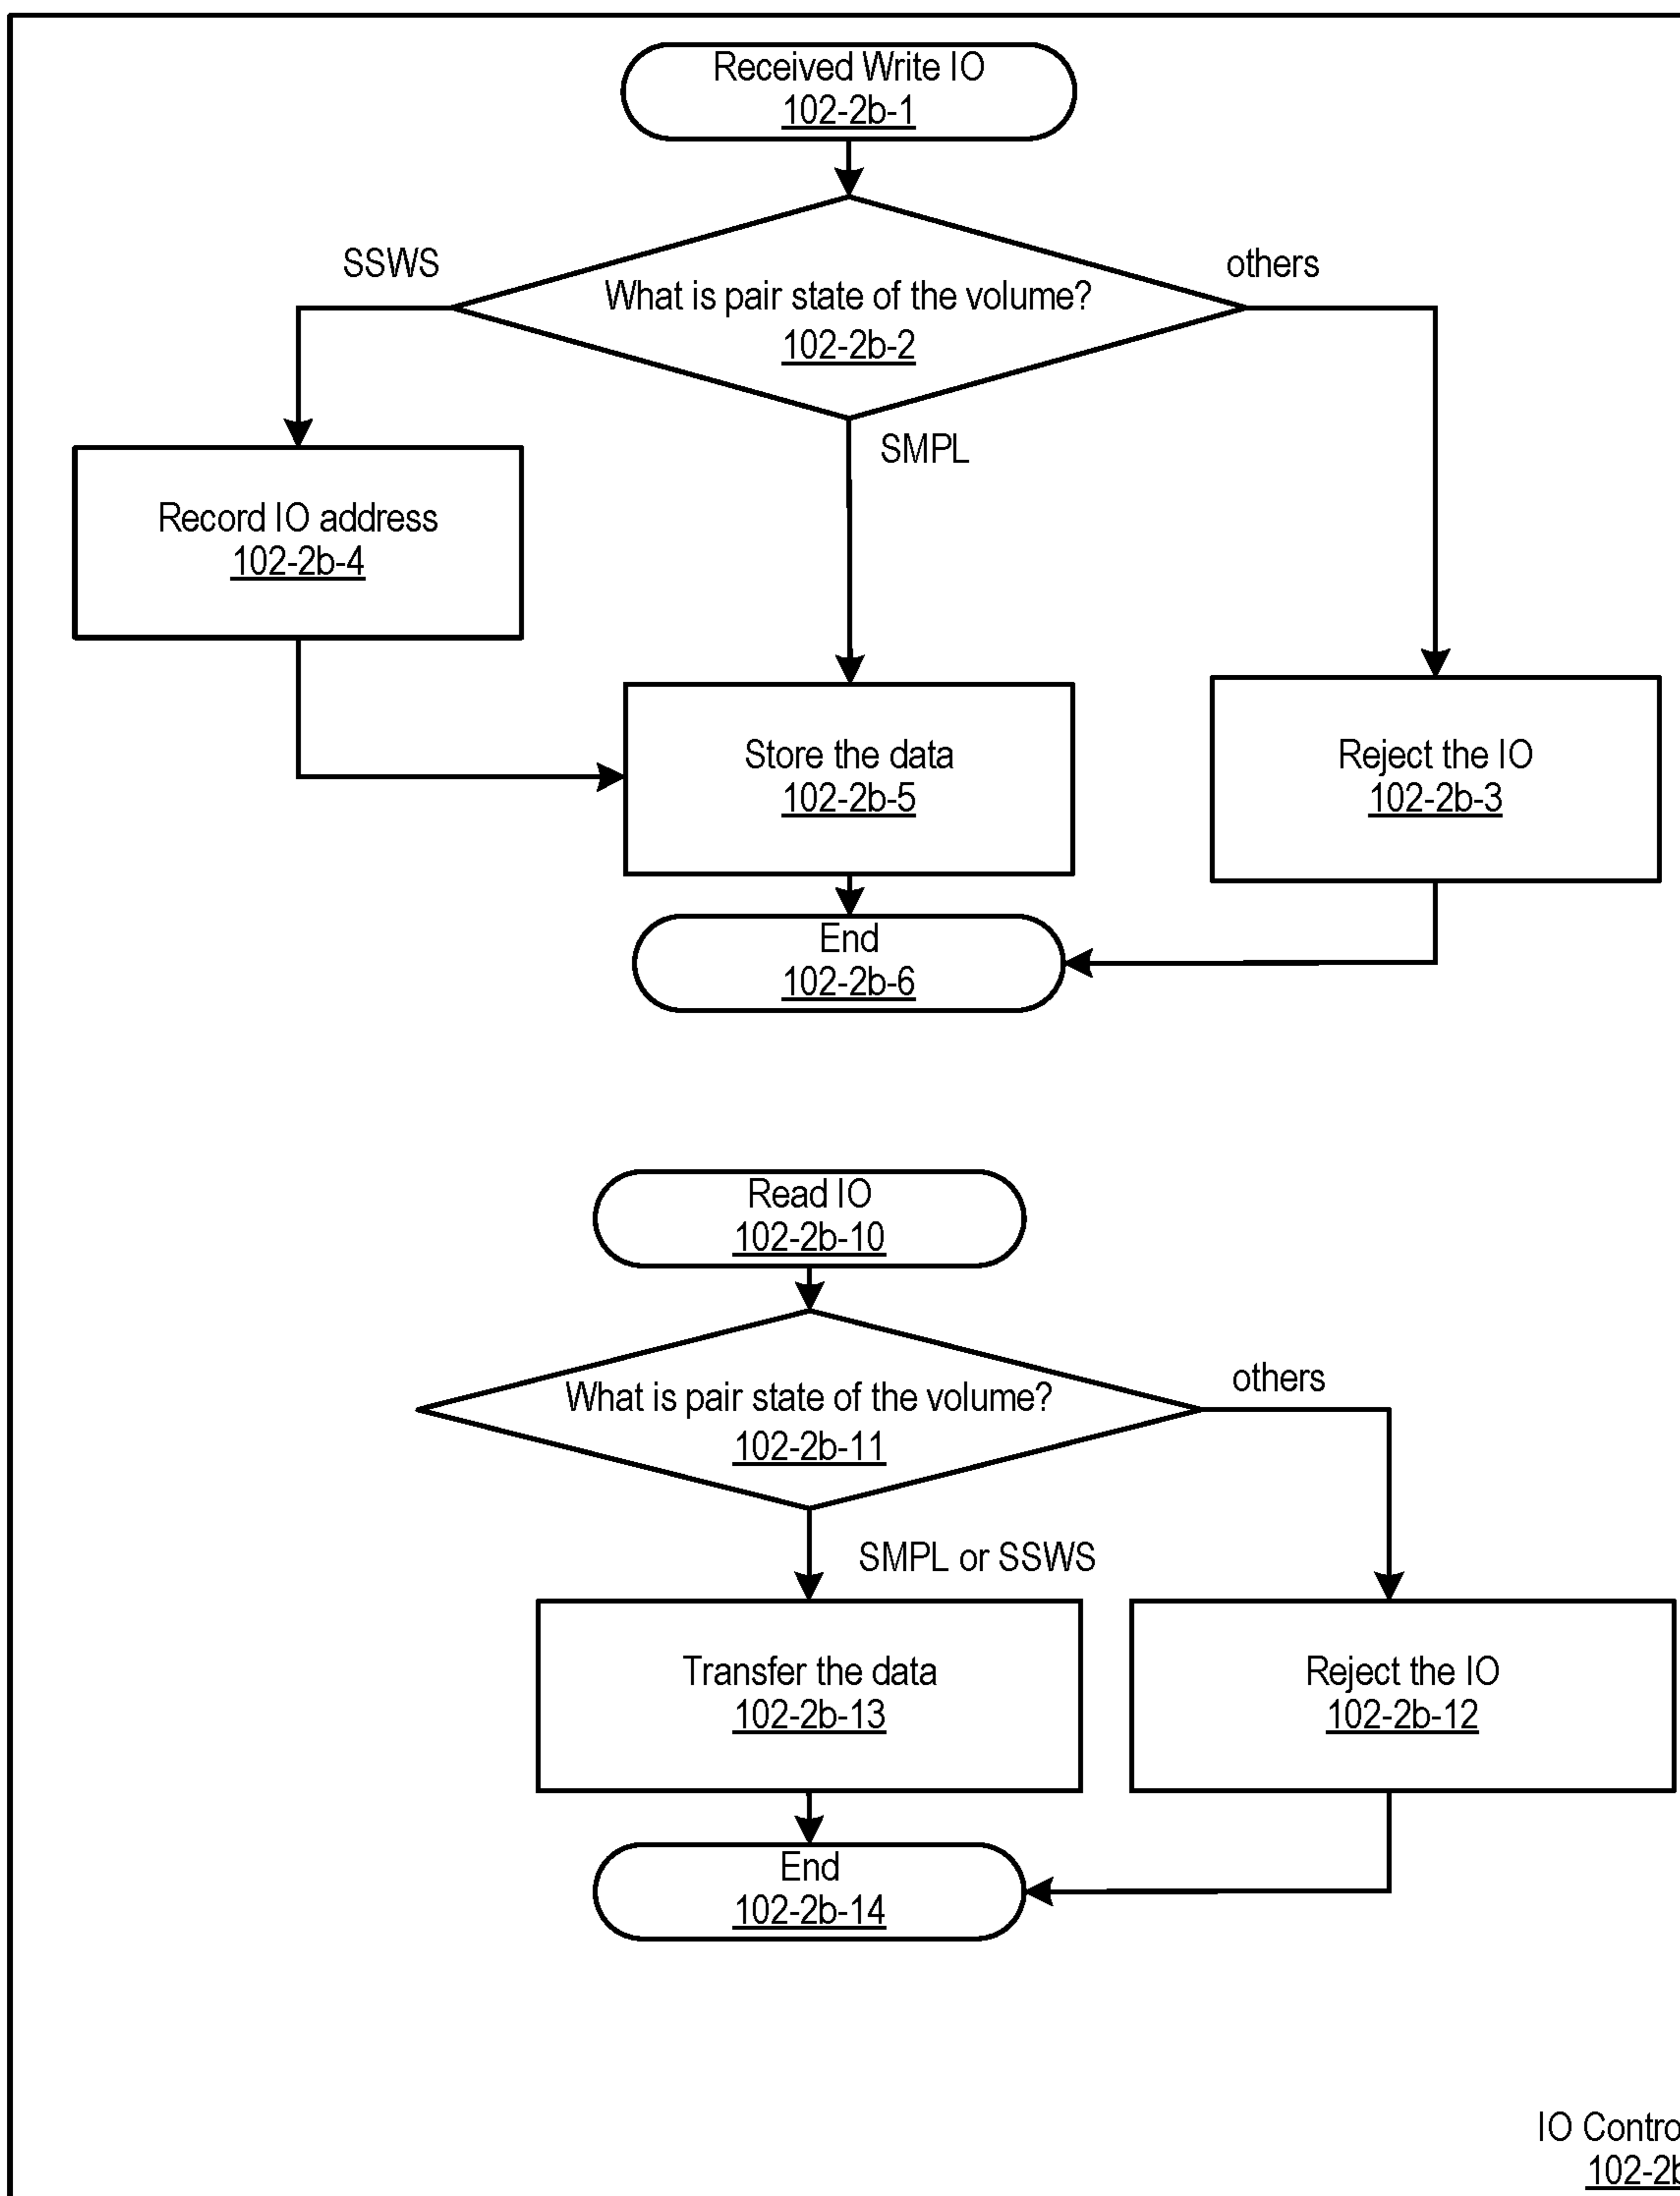 Received Write IO
102-2b-1
SSWS
others
What is pair state of the volume?
102-2b-2
SMPL
Record IO address
102-2b-4
Store the data
102-2b-5
Reject the IO
102-2b-3
End
102-2b-6
Read IO
102-2b-10
others
What is pair state of the volume?
102-2b-11
SMPL or SSWS
Transfer the data
102-2b-13
Reject the IO
102-2b-12
End
102-2b-14
IO Contro
102-2b